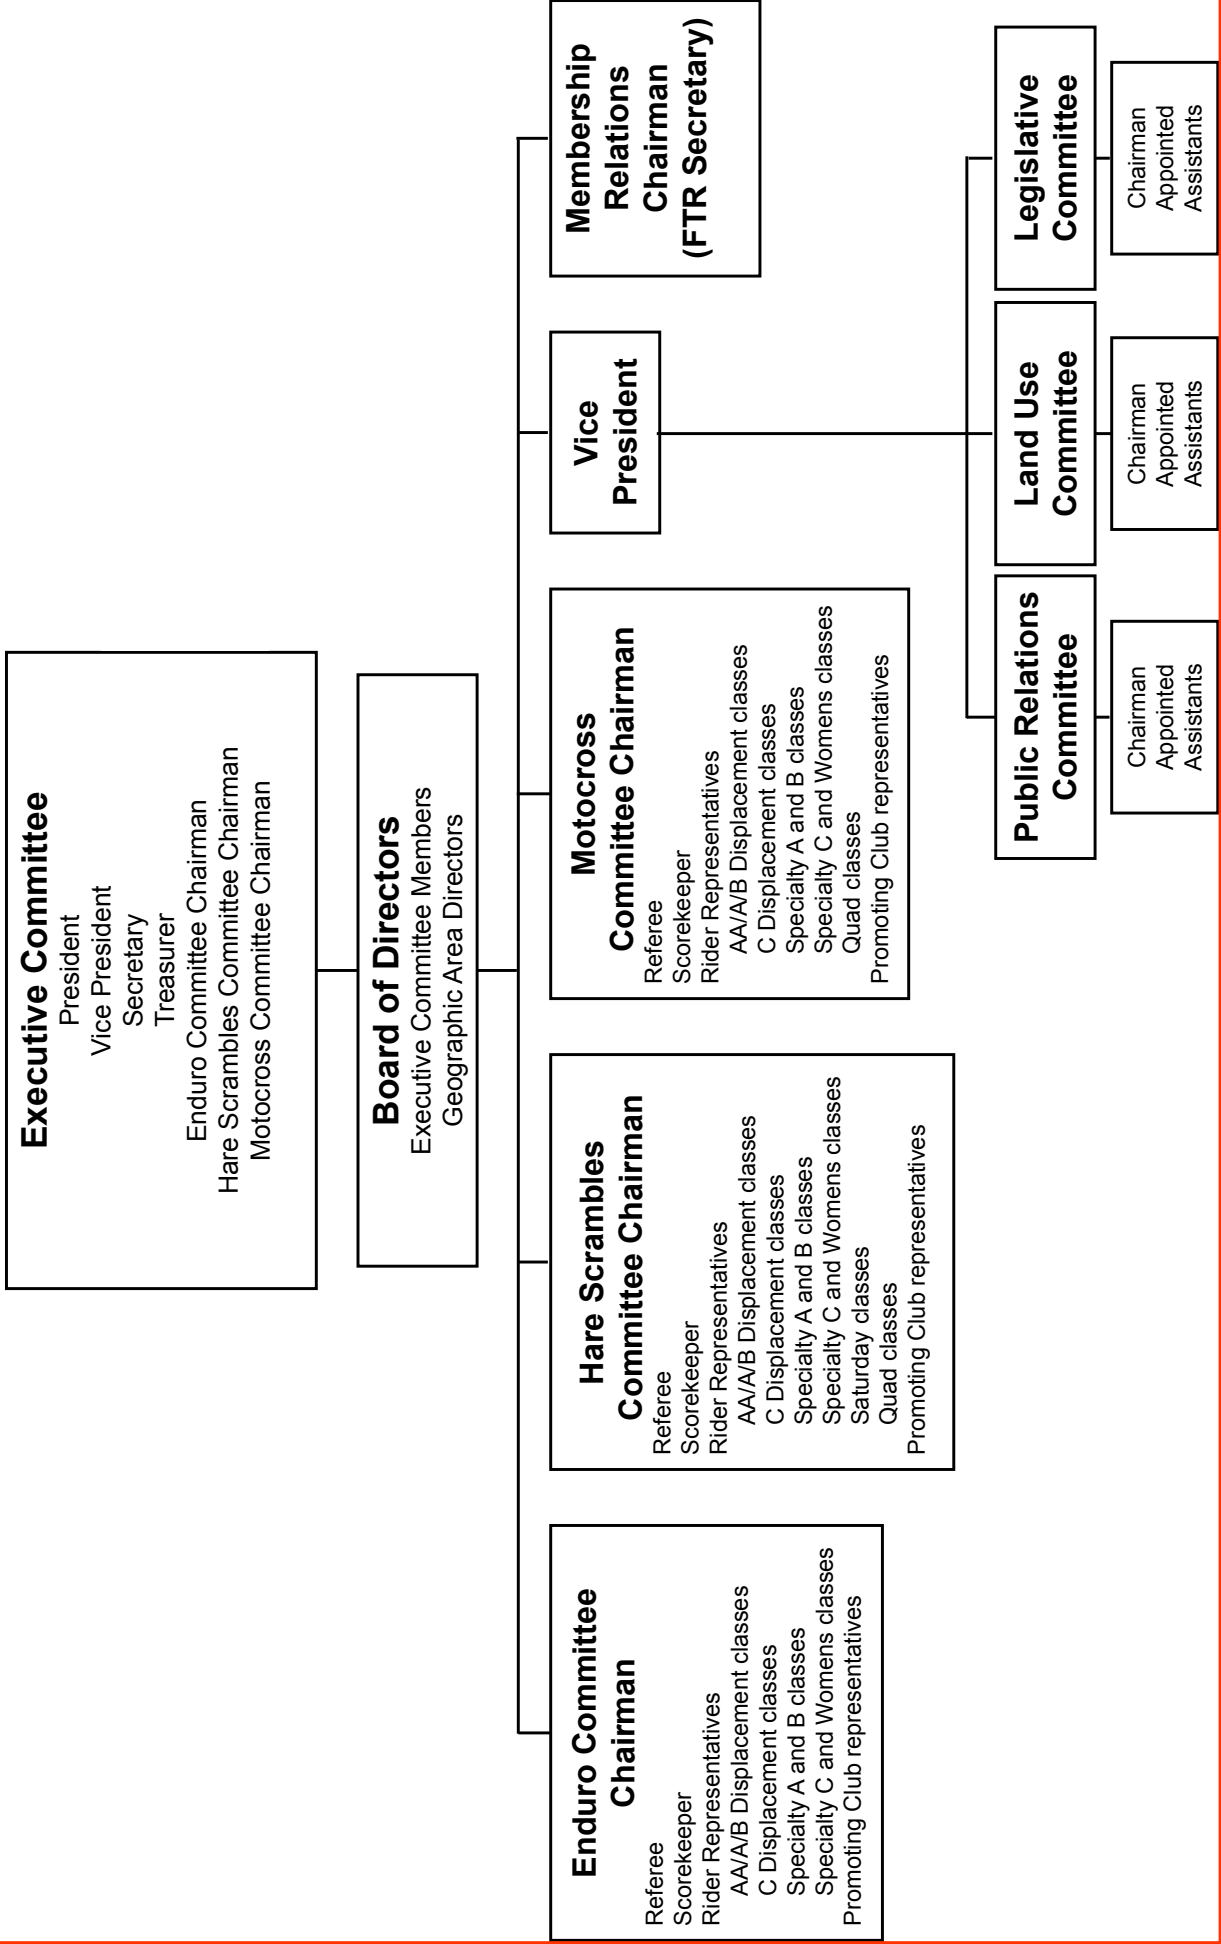 Executive Committee
President
Vice President
Secretary
Treasurer
Enduro Committee Chairman
Hare Scrambles Committee Chairman
Motocross Committee Chairman
Board of Directors
Executive Committee Members
Geographic Area Directors
Enduro Committee
Chairman
Referee
Scorekeeper
Rider Representatives
AA/A/B Displacement classes
C Displacement classes
Specialty A and B classes
Specialty C and Womens classes
Promoting Club representatives
Hare Scrambles
Committee Chairman
Referee
Scorekeeper
Rider Representatives
AA/A/B Displacement classes
C Displacement classes
Specialty A and B classes
Specialty C and Womens classes
Saturday classes
Quad classes
Promoting Club representatives
Motocross
Committee Chairman
Referee
Scorekeeper
Rider Representatives
AA/A/B Displacement classes
C Displacement classes
Specialty A and B classes
Specialty C and Womens classes
Quad classes
Promoting Club representatives
Vice
President
Membership
Relations
Chairman
(FTR Secretary)
Public Relations
Committee
Chairman
Appointed
Assistants
Land Use
Committee
Chairman
Appointed
Assistants
Legislative
Committee
Chairman
Appointed
Assistants